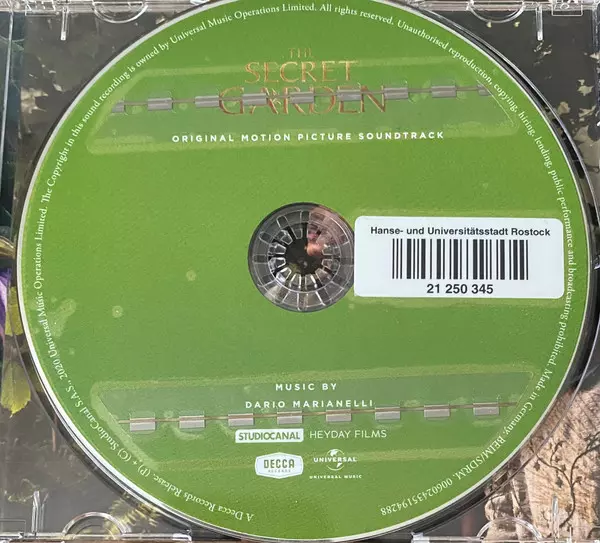 THE
SECRET
GARDEN
ORIGINAL MOTION PICTURE SOUNDTRACK
Hanse- und Universitätsstadt Rostock
21 250 345
MUSIC BY
DARIO MARIANELLI
STUDIOCANAL HEYDAY FILMS
DECCA
RECORDS
UNIVERSAL
UNIVERSAL MUSIC
A Decca Records Release; (P) + (C) StudioCanal S.A.S. 2020 Universal Music Operations Limited. The Copyright in this sound recording is owned by Universal Music Operations Limited. All rights reserved. Unauthorised reproduction, copying, hiring, lending, public performance and broadcasting prohibited. Made in Germany. BEIM/SDRM. 00602435194288